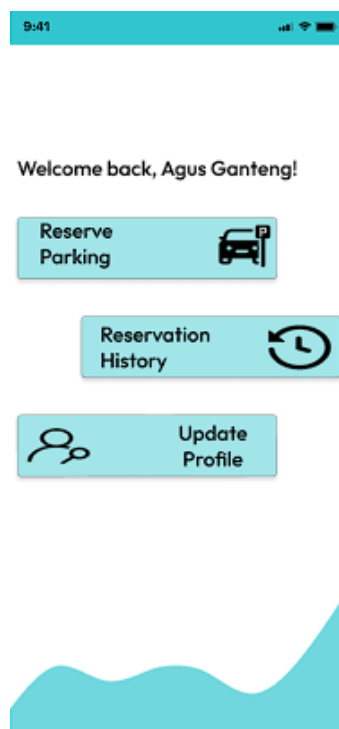 9:41
Welcome back, Agus Ganteng!
Reserve
Parking
P
Reservation
History
Update
Profile